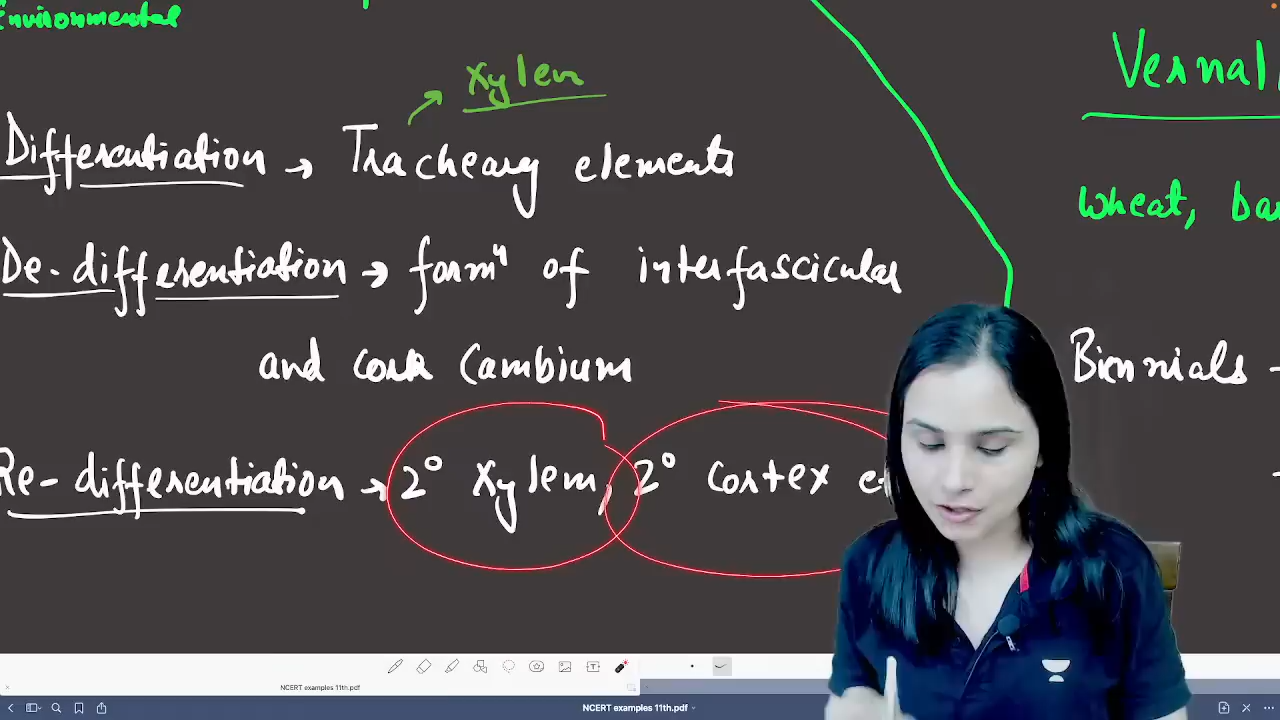 Environmental
Xylem
Differentiation → Tracheary elements
De-differentiation → formⁿ of interfascicular
and cork Cambium
Re-differentiation → 2° xylem, 2° cortex
Vernal
wheat,
Biennials -
NCERT examples 11th.pdf
NCERT examples 11th.pdf